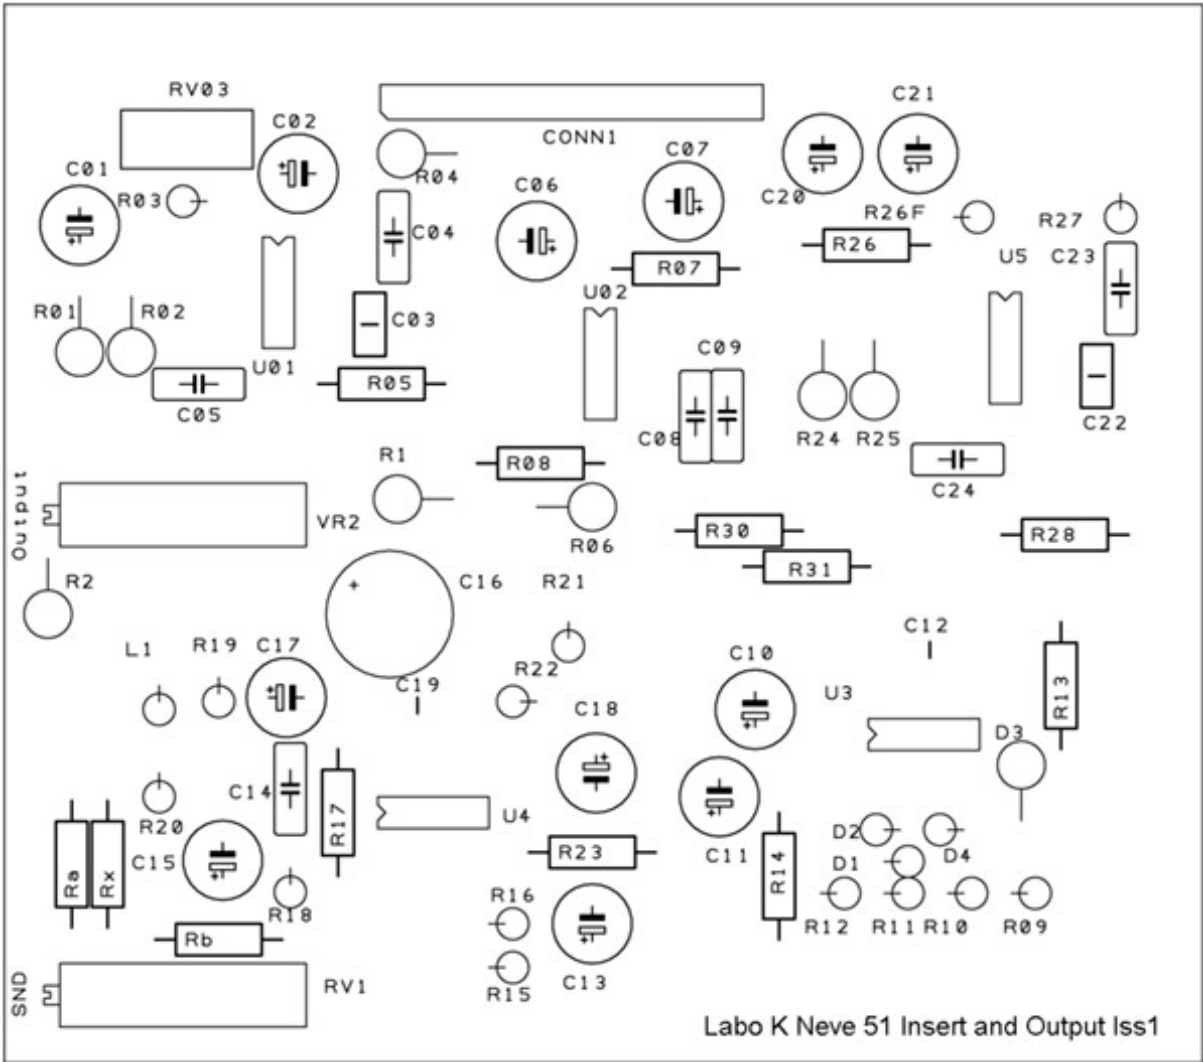 RV03
C21
C02
CONN1
C07
C01
R04
C06
C20
R03
R26F
R27
C04
R26
U5
C23
R07
U02
R01
R02
C03
C09
U01
R05
C05
C22
C08
R24
R25
R1
R08
C24
Output
VR2
R06
R30
R28
R31
R2
C16
R21
C12
L1
R19
C17
C10
R22
C19
U3
R13
C18
D3
C14
R17
U4
R20
D2
C15
R23
C11
D1
D4
Ra
Rx
R14
R18
R16
R12
R11
R10
R09
Rb
SND
RV1
R15
C13
Labo K Neve 51 Insert and Output Iss1